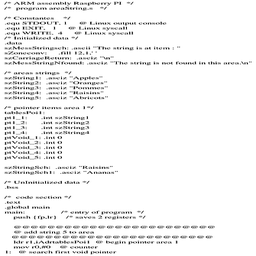 /* ARM assembly Raspberry PI  */
/*  program areaString.s   */

/* Constantes    */
.equ STDOUT, 1     @ Linux output console
.equ EXIT,   1     @ Linux syscall
.equ WRITE,  4     @ Linux syscall
/* Initialized data */
.data
szMessStringsch: .ascii "The string is at item : "
sZoneconv:    .fill 12,1,' '
szCarriageReturn:  .asciz "\n"
szMessStringNfound: .asciz "The string is not found in this area.\n"

/* areas strings  */
szString1:  .asciz "Apples"
szString2:  .asciz "Oranges"
szString3:  .asciz "Pommes"
szString4:  .asciz "Raisins"
szString5:  .asciz "Abricots"

/* pointer items area 1*/
tablesPoi1:
pt1_1:      .int szString1
pt1_2:      .int szString2
pt1_3:      .int szString3
pt1_4:      .int szString4
ptVoid_1: .int 0
ptVoid_2: .int 0
ptVoid_3: .int 0
ptVoid_4: .int 0
ptVoid_5: .int 0

szStringSch:  .asciz "Raisins"
szStringSch1:  .asciz "Ananas"

/* UnInitialized data */
.bss

/*  code section */
.text
.global main
main:            /* entry of program  */
push {fp,lr}    /* saves 2 registers */

@@@@@@@@@@@@@@@@@@@@@@@@
@ add string 5 to area
@@@@@@@@@@@@@@@@@@@@@@@@
ldr r1,iAdrtablesPoi1  @ begin pointer area 1
mov r0,#0    @ counter
1:   @ search first void pointer